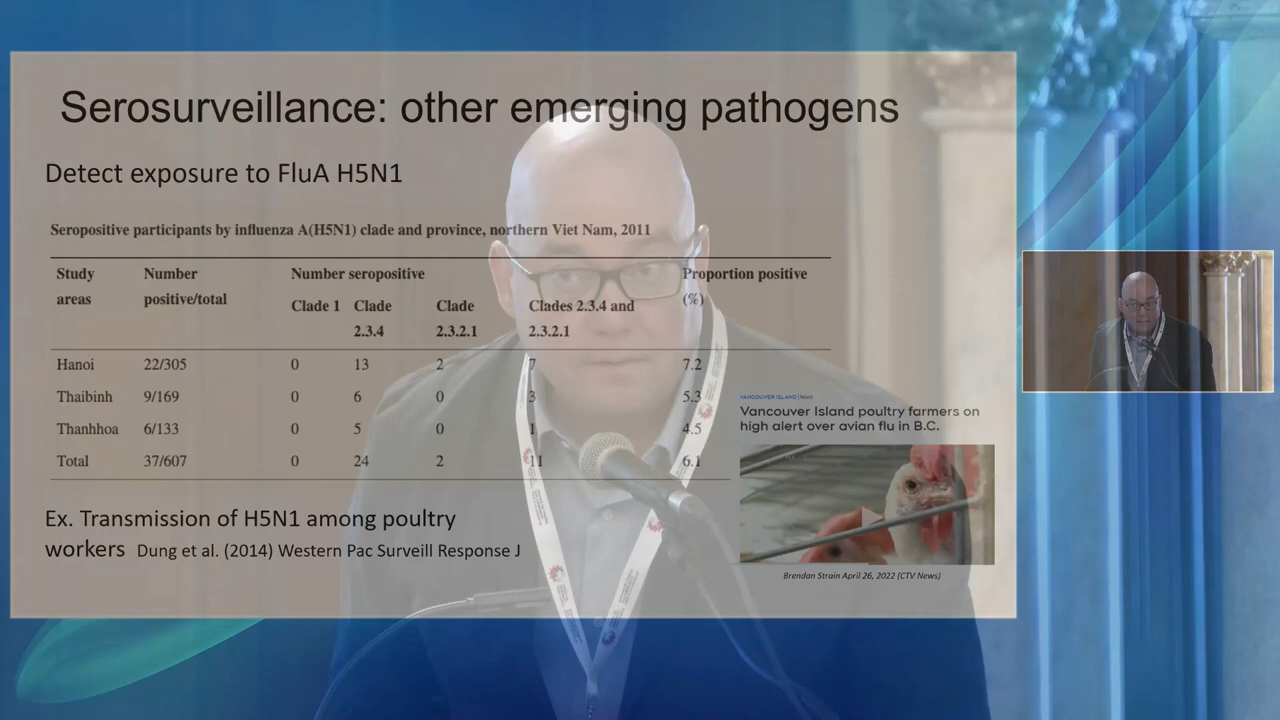 Serosurveillance: other emerging pathogens
Detect exposure to FluA H5N1
Seropositive participants by influenza A(H5N1) clade and province, northern Viet Nam, 2011
Study areas Number positive/total Number seropositive Proportion positive (%)
Clade 1 Clade 2.3.4 Clade 2.3.2.1 Clades 2.3.4 and 2.3.2.1
Hanoi 22/305 0 13 2 7 7.2
Thaibinh 9/169 0 6 0 3 5.3
Thanhhoa 6/133 0 5 0 1 4.5
Total 37/607 0 24 2 11 6.1
VANCOUVER ISLAND | News
Vancouver Island poultry farmers on
high alert over avian flu in B.C.
Brendan Strain April 26, 2022 (CTV News)
Ex. Transmission of H5N1 among poultry
workers Dung et al. (2014) Western Pac Surveill Response J